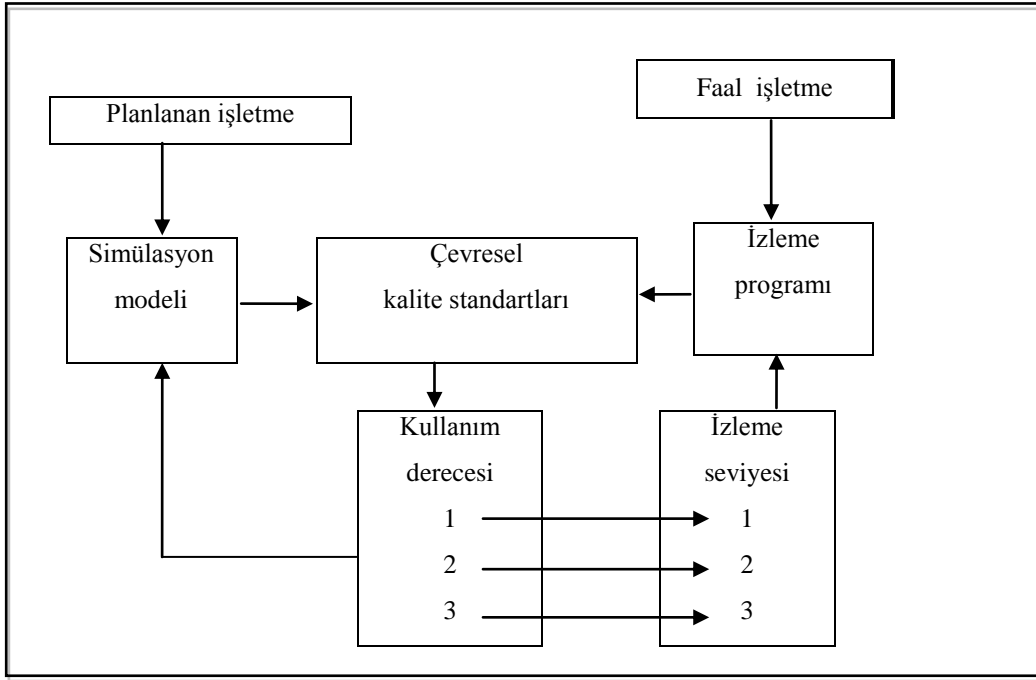 Faal işletme
Planlanan işletme
Simülasyon
modeli
Çevresel
kalite standartları
İzleme
programı
Kullanım
derecesi
1
2
3
İzleme
seviyesi
1
2
3